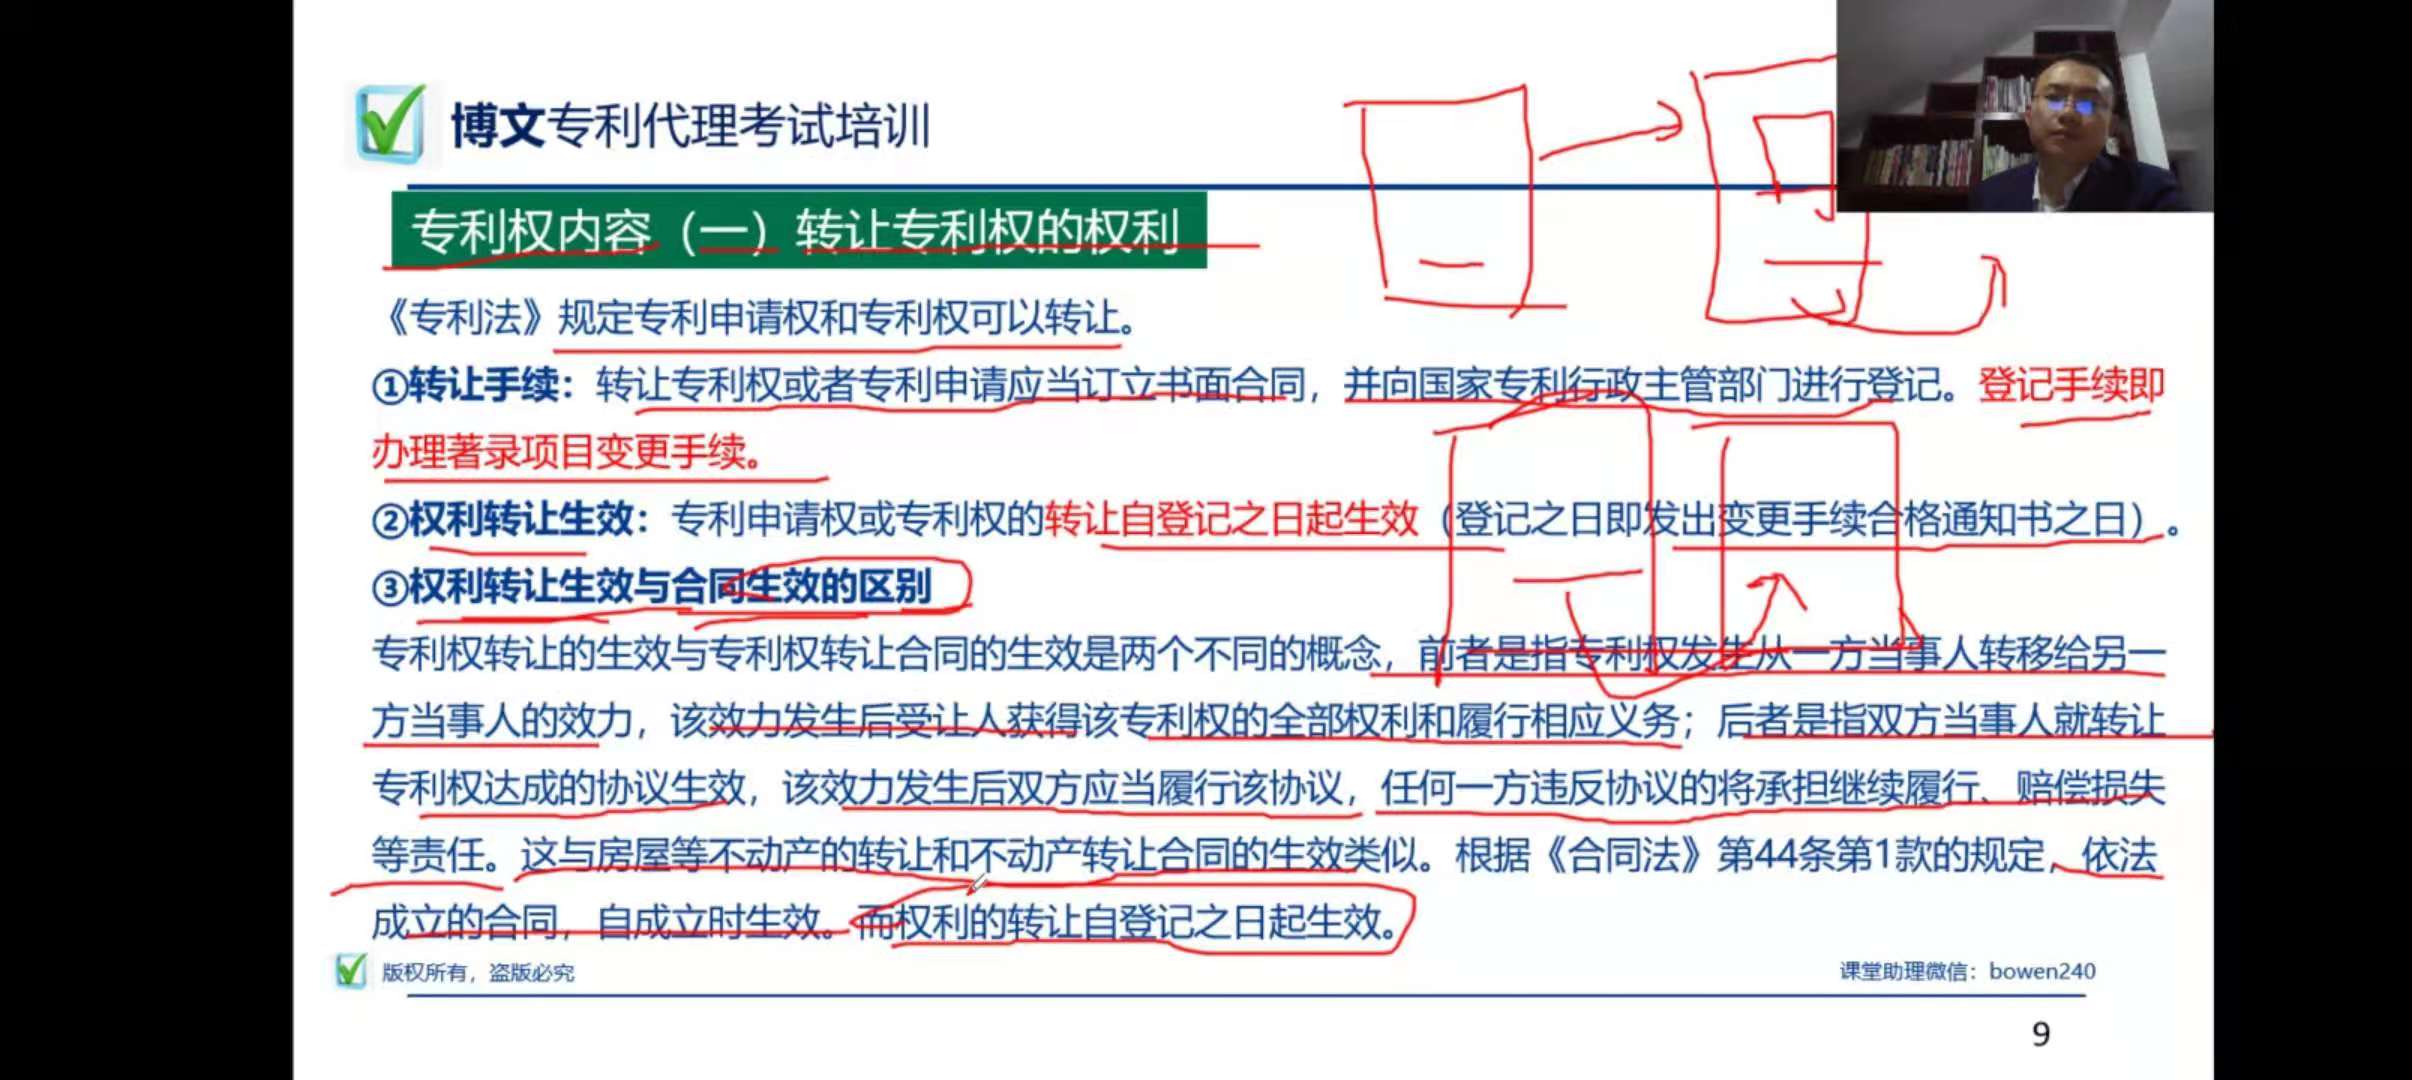 博文专利代理考试培训
专利权内容（一）转让专利权的权利
《专利法》规定专利申请权和专利权可以转让。
①转让手续：转让专利权或者专利申请应当订立书面合同，并向国家专利行政主管部门进行登记。登记手续即
办理著录项目变更手续。
②权利转让生效：专利申请权或专利权的转让自登记之日起生效（登记之日即发出变更手续合格通知书之日）。
③权利转让生效与合同生效的区别
专利权转让的生效与专利权转让合同的生效是两个不同的概念，前者是指专利权发生从一方当事人转移给另一
方当事人的效力，该效力发生后受让人获得该专利权的全部权利和履行相应义务；后者是指双方当事人就转让
专利权达成的协议生效，该效力发生后双方应当履行该协议，任何一方违反协议的将承担继续履行、赔偿损失
等责任。这与房屋等不动产的转让和不动产转让合同的生效类似。根据《合同法》第44条第1款的规定，依法
成立的合同，自成立时生效。而权利的转让自登记之日起生效。
版权所有，盗版必究
课堂助理微信：bowen240
9